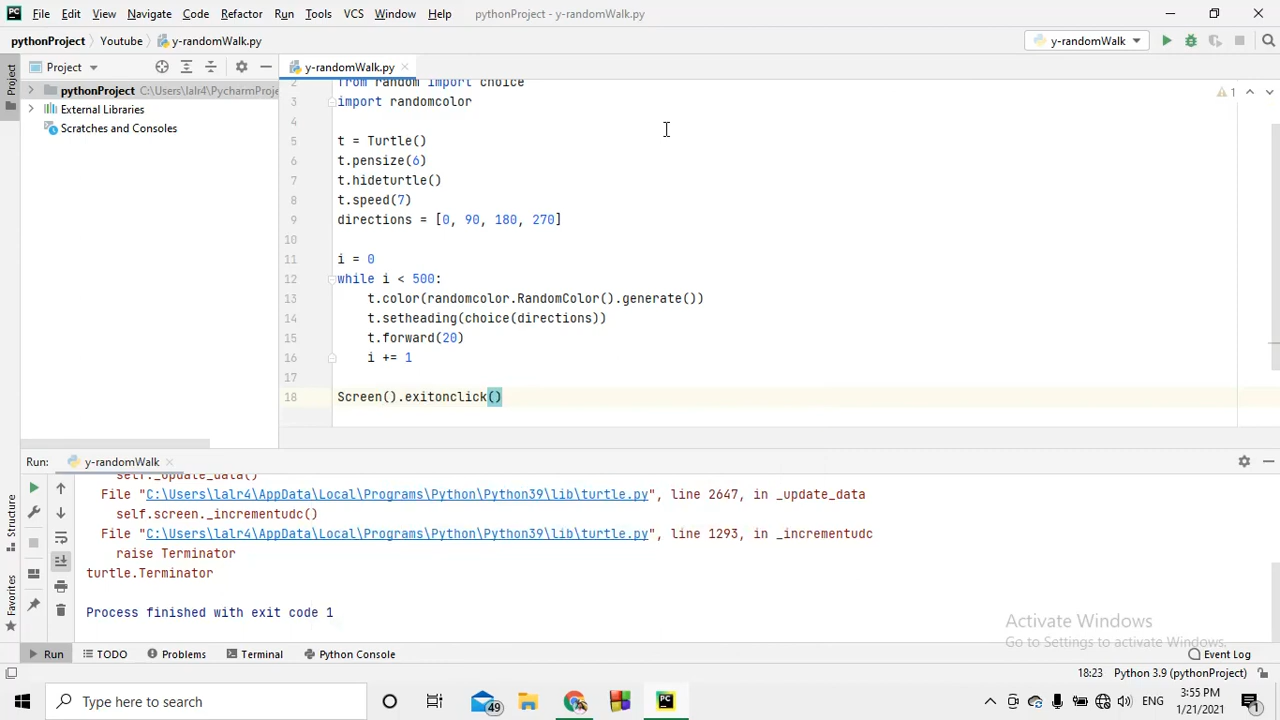 File Edit View Navigate Code Refactor Run Tools VCS Window Help pythonProject - y-randomWalk.py
pythonProject Youtube y-randomWalk.py y-randomWalk
Project y-randomWalk.py
pythonProject C:\Users\lalr4\PycharmProje
External Libraries
Scratches and Consoles
1
2 from random import choice
3 import randomcolor
4
5 t = Turtle()
6 t.pensize(6)
7 t.hideturtle()
8 t.speed(7)
9 directions = [0, 90, 180, 270]
10
11 i = 0
12 while i < 500:
13 t.color(randomcolor.RandomColor().generate())
14 t.setheading(choice(directions))
15 t.forward(20)
16 i += 1
17
18 Screen().exitonclick()
Project
Structure
Favorites
Run: y-randomWalk
self._update_data()
File "C:\Users\lalr4\AppData\Local\Programs\Python\Python39\lib\turtle.py", line 2647, in _update_data
self.screen._incrementudc()
File "C:\Users\lalr4\AppData\Local\Programs\Python\Python39\lib\turtle.py", line 1293, in _incrementudc
raise Terminator
turtle.Terminator
Process finished with exit code 1
Activate Windows
Go to Settings to activate Windows.
Run TODO Problems Terminal Python Console Event Log
18:23 Python 3.9 (pythonProject)
Type here to search 49 ENG 3:55 PM
1/21/2021 1